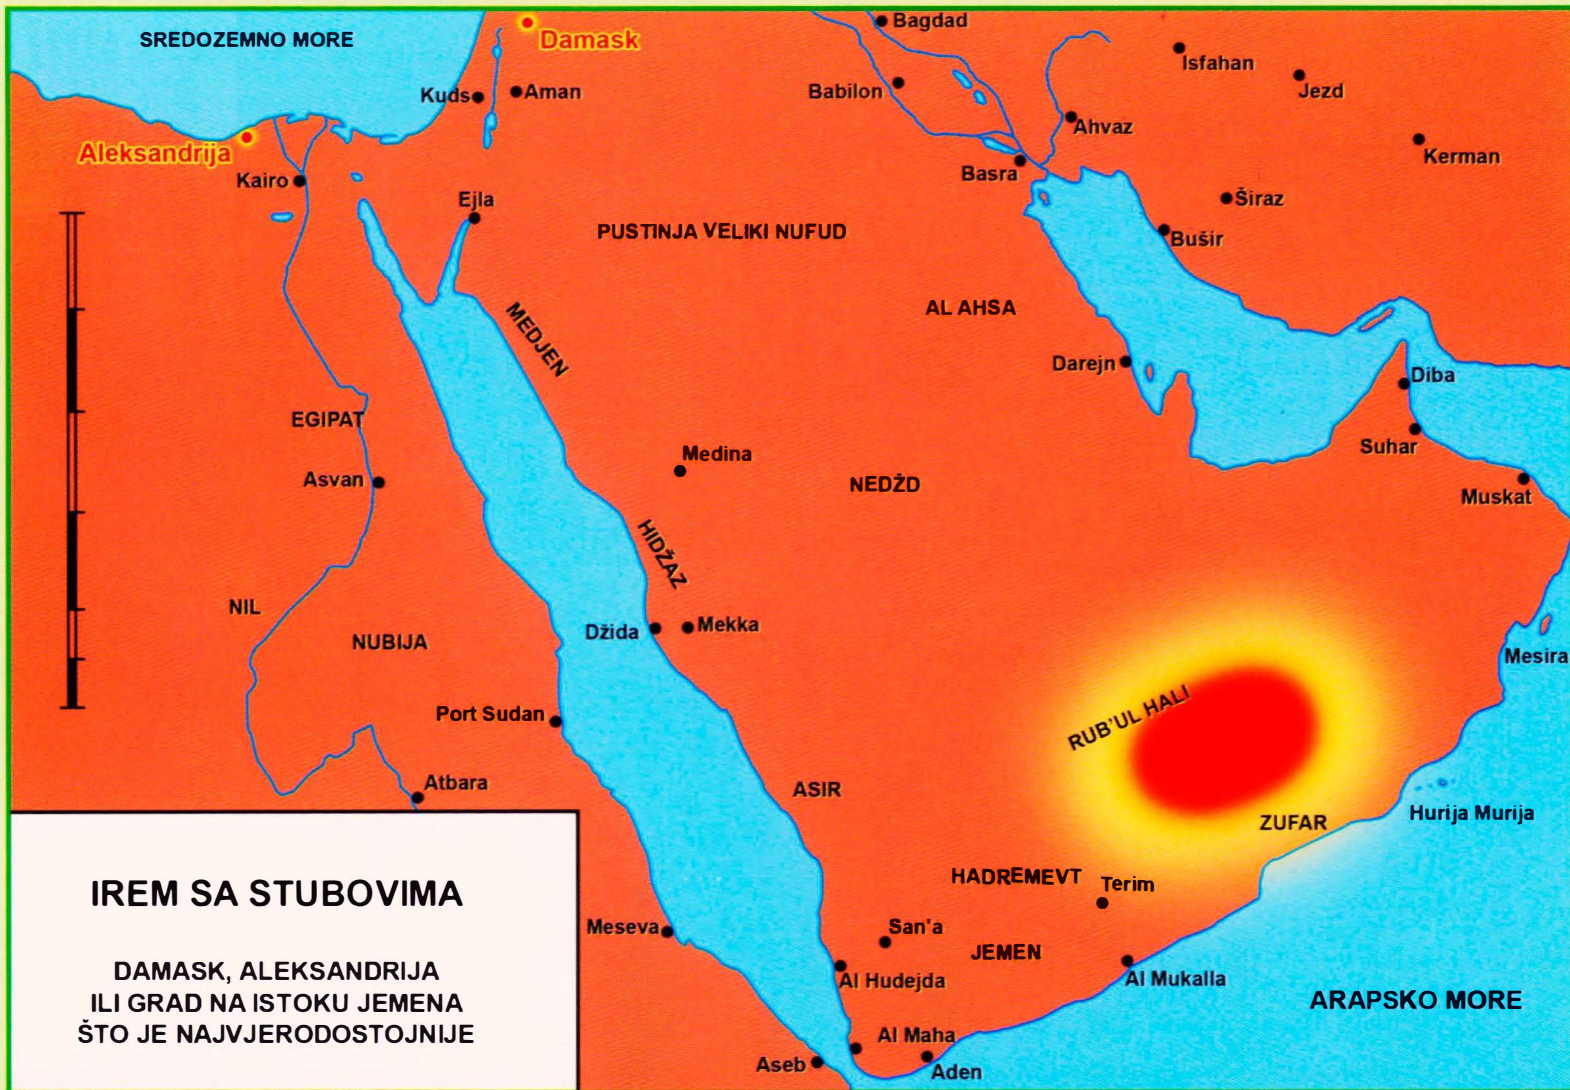 SREDOZEMNO MORE
Damask
Bagdad
Isfahan
Jezd
Kuds
Aman
Babilon
Ahvaz
Kerman
Aleksandrija
Kairo
Basra
Ejla
Širaz
PUSTINJA VELIKI NUFUD
Bušir
MEDJEN
AL AHSA
Darejn
Diba
EGIPAT
Suhar
Medina
Asvan
NEDŽD
Muskat
HIDŽAZ
NIL
NUBIJA
Džida
Mekka
Mesira
RUB'UL HALI
Port Sudan
Atbara
ASIR
ZUFAR
Hurija Murija
HADREMEVT
Terim
Meseva
San'a
JEMEN
Al Hudejda
Al Mukalla
ARAPSKO MORE
Al Maha
Aseb
Aden
IREM SA STUBOVIMA
DAMASK, ALEKSANDRIJA
ILI GRAD NA ISTOKU JEMENA
ŠTO JE NAJVJERODOSTOJNIJE